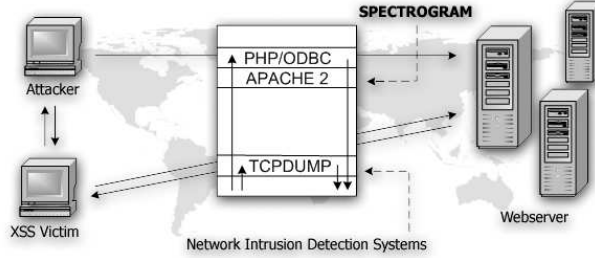 SPECTROGRAM
PHP/ODBC
APACHE 2
Attacker
TCPDUMP
XSS Victim
Webserver
Network Intrusion Detection Systems